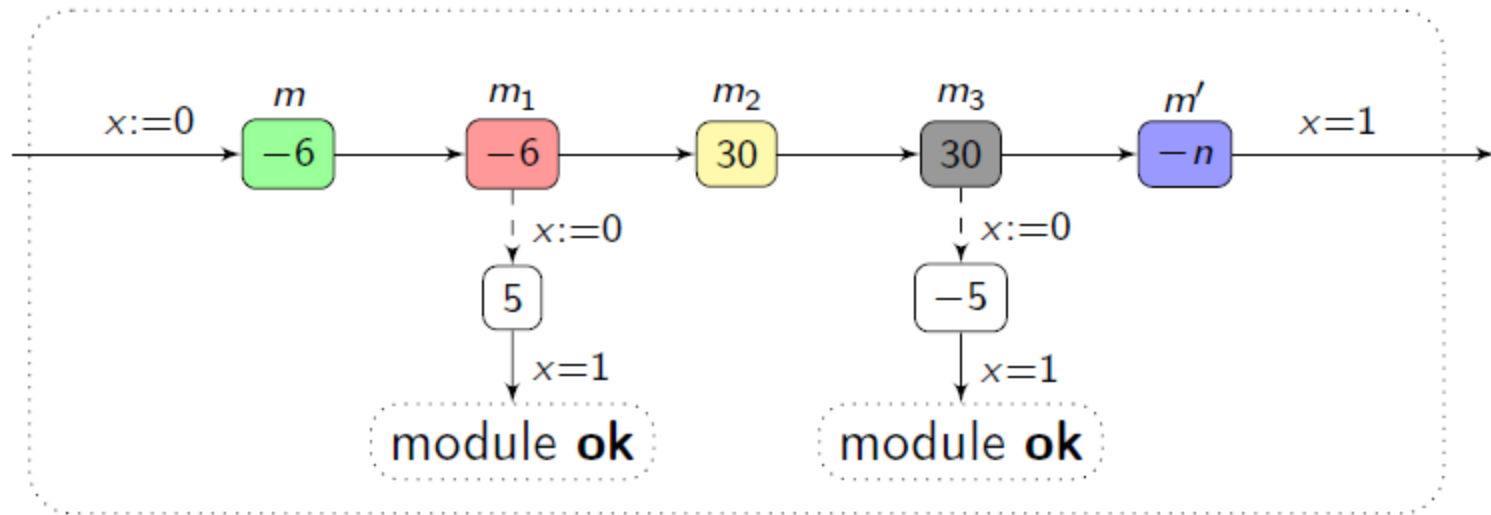 m m₁ m₂ m₃ m′
x:=0 −6 −6 30 30 −n x=1
x:=0 x:=0
5 −5
x=1 x=1
module ok module ok